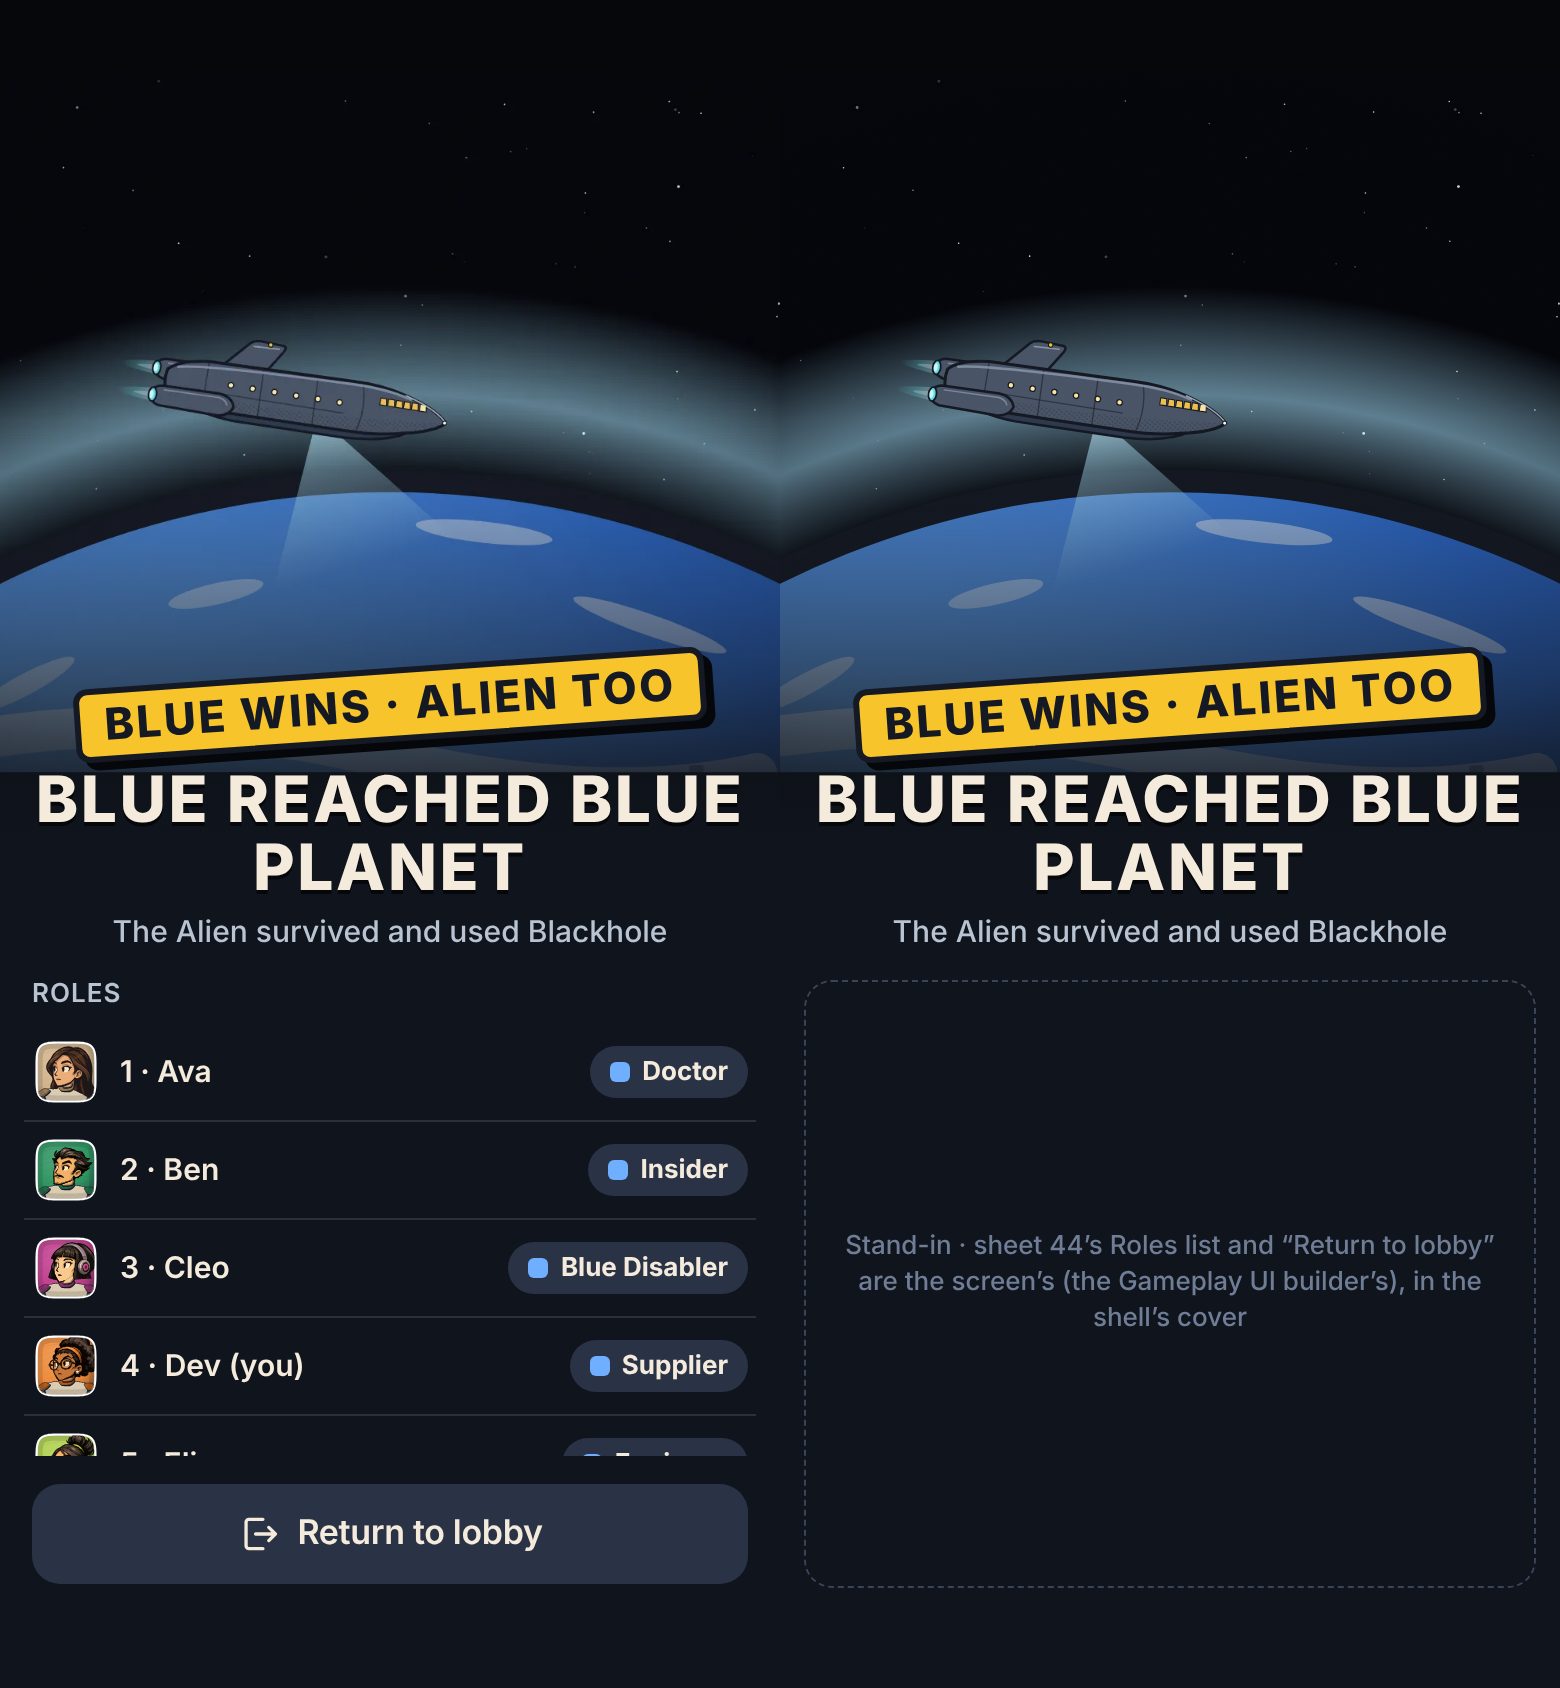 BLUE WINS · ALIEN TOO
BLUE REACHED BLUE
PLANET
The Alien survived and used Blackhole
ROLES
1 · Ava
Doctor
2 · Ben
Insider
3 · Cleo
Blue Disabler
4 · Dev (you)
Supplier
Return to lobby
BLUE WINS · ALIEN TOO
BLUE REACHED BLUE
PLANET
The Alien survived and used Blackhole
Stand-in · sheet 44’s Roles list and “Return to lobby”
are the screen’s (the Gameplay UI builder’s), in the
shell’s cover